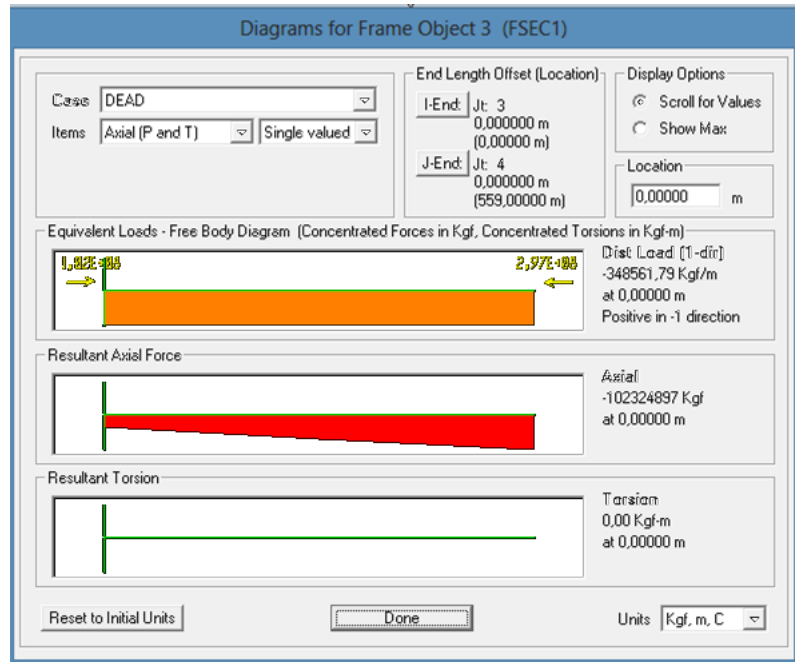 Diagrams for Frame Object 3 (FSEC1)
Case DEAD
Items Axial (P and T) Single valued
End Length Offset (Location)
I-End: Jt: 3
0,000000 m
(0,00000 m)
J-End: Jt: 4
0,000000 m
(559,00000 m)
Display Options
Scroll for Values
Show Max
Location
0,00000 m
Equivalent Loads - Free Body Diagram (Concentrated Forces in Kgf, Concentrated Torsions in Kgf-m)
2,97E+08
Dist Load (1-dir)
-348561,79 Kgf/m
at 0,00000 m
Positive in -1 direction
Resultant Axial Force
Axial
-102324897 Kgf
at 0,00000 m
Resultant Torsion
Torsion
0,00 Kgf-m
at 0,00000 m
Reset to Initial Units Done Units Kgf, m, C